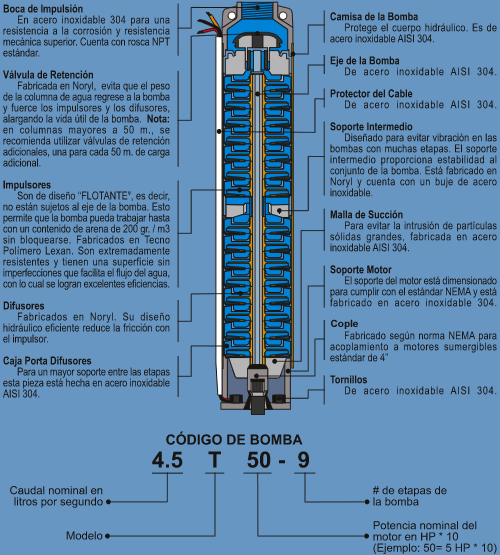 Boca de Impulsión
En acero inoxidable 304 para una
resistencia a la corrosión y resistencia
mecánica superior. Cuenta con rosca NPT
estándar.
Válvula de Retención
Fabricada en Noryl, evita que el peso
de la columna de agua regrese a la bomba
y fuerce los impulsores y los difusores,
alargando la vida útil de la bomba. Nota:
en columnas mayores a 50 m., se
recomienda utilizar válvulas de retención
adicionales, una para cada 50 m. de carga
adicional.
Impulsores
Son de diseño "FLOTANTE", es decir,
no están sujetos al eje de la bomba. Esto
permite que la bomba pueda trabajar hasta
con un contenido de arena de 200 gr. / m3
sin bloquearse. Fabricados en Tecno
Polímero Lexan. Son extremadamente
resistentes y tienen una superficie sin
imperfecciones que facilita el flujo del agua,
con lo cual se logran excelentes eficiencias.
Difusores
Fabricados en Noryl. Su diseño
hidráulico eficiente reduce la fricción con
el impulsor.
Caja Porta Difusores
Para un mayor soporte entre las etapas
esta pieza está hecha en acero inoxidable
AISI 304.
Camisa de la Bomba
Protege el cuerpo hidráulico. Es de
acero inoxidable AISI 304.
Eje de la Bomba
De acero inoxidable AISI 304.
Protector del Cable
De acero inoxidable AISI 304.
Soporte Intermedio
Diseñado para evitar vibración en las
bombas con muchas etapas. El soporte
intermedio proporciona estabilidad al
conjunto de la bomba. Está fabricado en
Noryl y cuenta con un buje de acero
inoxidable.
Malla de Succión
Para evitar la intrusión de partículas
sólidas grandes, fabricada en acero
inoxidable AISI 304.
Soporte Motor
El soporte del motor está dimensionado
para cumplir con el estándar NEMA y está
fabricado en acero inoxidable 304.
Cople
Fabricado según norma NEMA para
acoplamiento a motores sumergibles
estándar de 4"
Tornillos
De acero inoxidable AISI 304.
CÓDIGO DE BOMBA
4.5 T 50 - 9
Caudal nominal en
litros por segundo
Modelo
# de etapas de
la bomba
Potencia nominal del
motor en HP * 10
(Ejemplo: 50= 5 HP * 10)